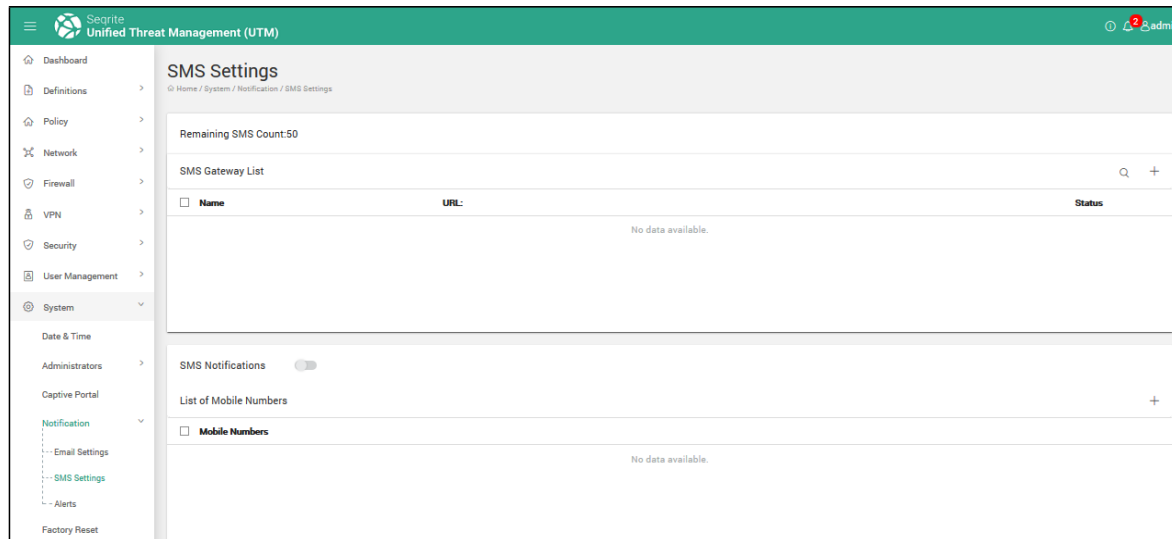 Seqrite
Unified Threat Management (UTM)
2
admi
Dashboard
Definitions
Policy
Network
Firewall
VPN
Security
User Management
System
Date & Time
Administrators
Captive Portal
Notification
Email Settings
SMS Settings
Alerts
Factory Reset
SMS Settings
Home / System / Notification / SMS Settings
Remaining SMS Count:50
SMS Gateway List
Name URL: Status
No data available.
SMS Notifications
List of Mobile Numbers
Mobile Numbers
No data available.